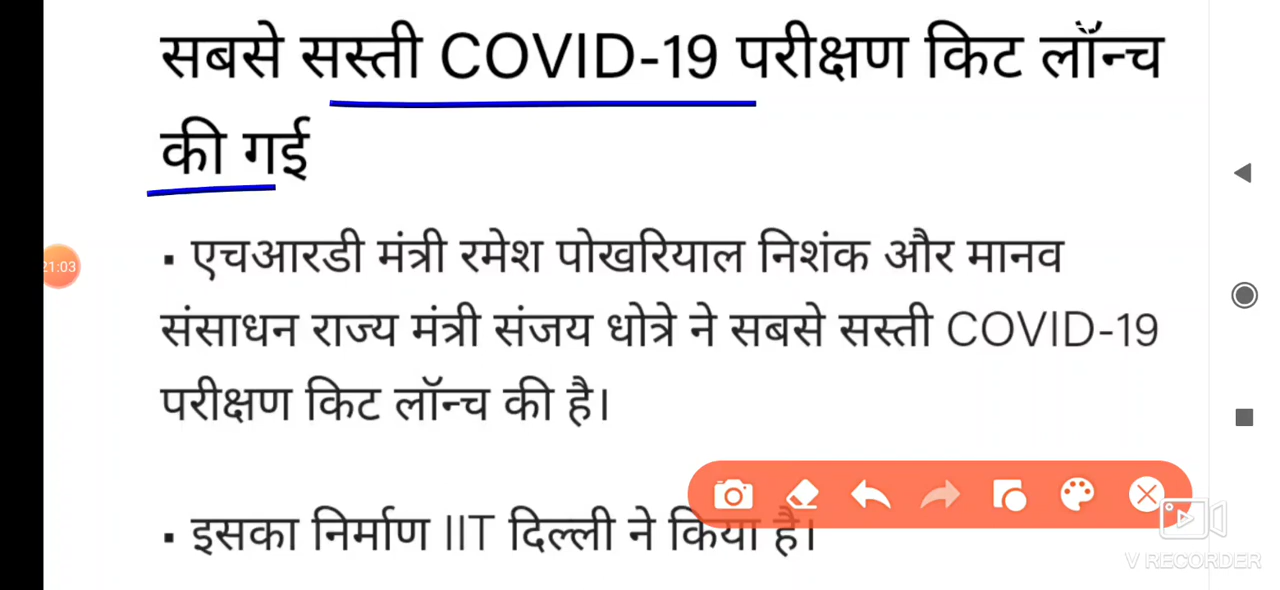 सबसे सस्ती COVID-19 परीक्षण किट लॉन्च
की गई
▪ एचआरडी मंत्री रमेश पोखरियाल निशंक और मानव
21:03
संसाधन राज्य मंत्री संजय धोत्रे ने सबसे सस्ती COVID-19
परीक्षण किट लॉन्च की है।
▪ इसका निर्माण IIT दिल्ली ने किया है।
V RECORDER